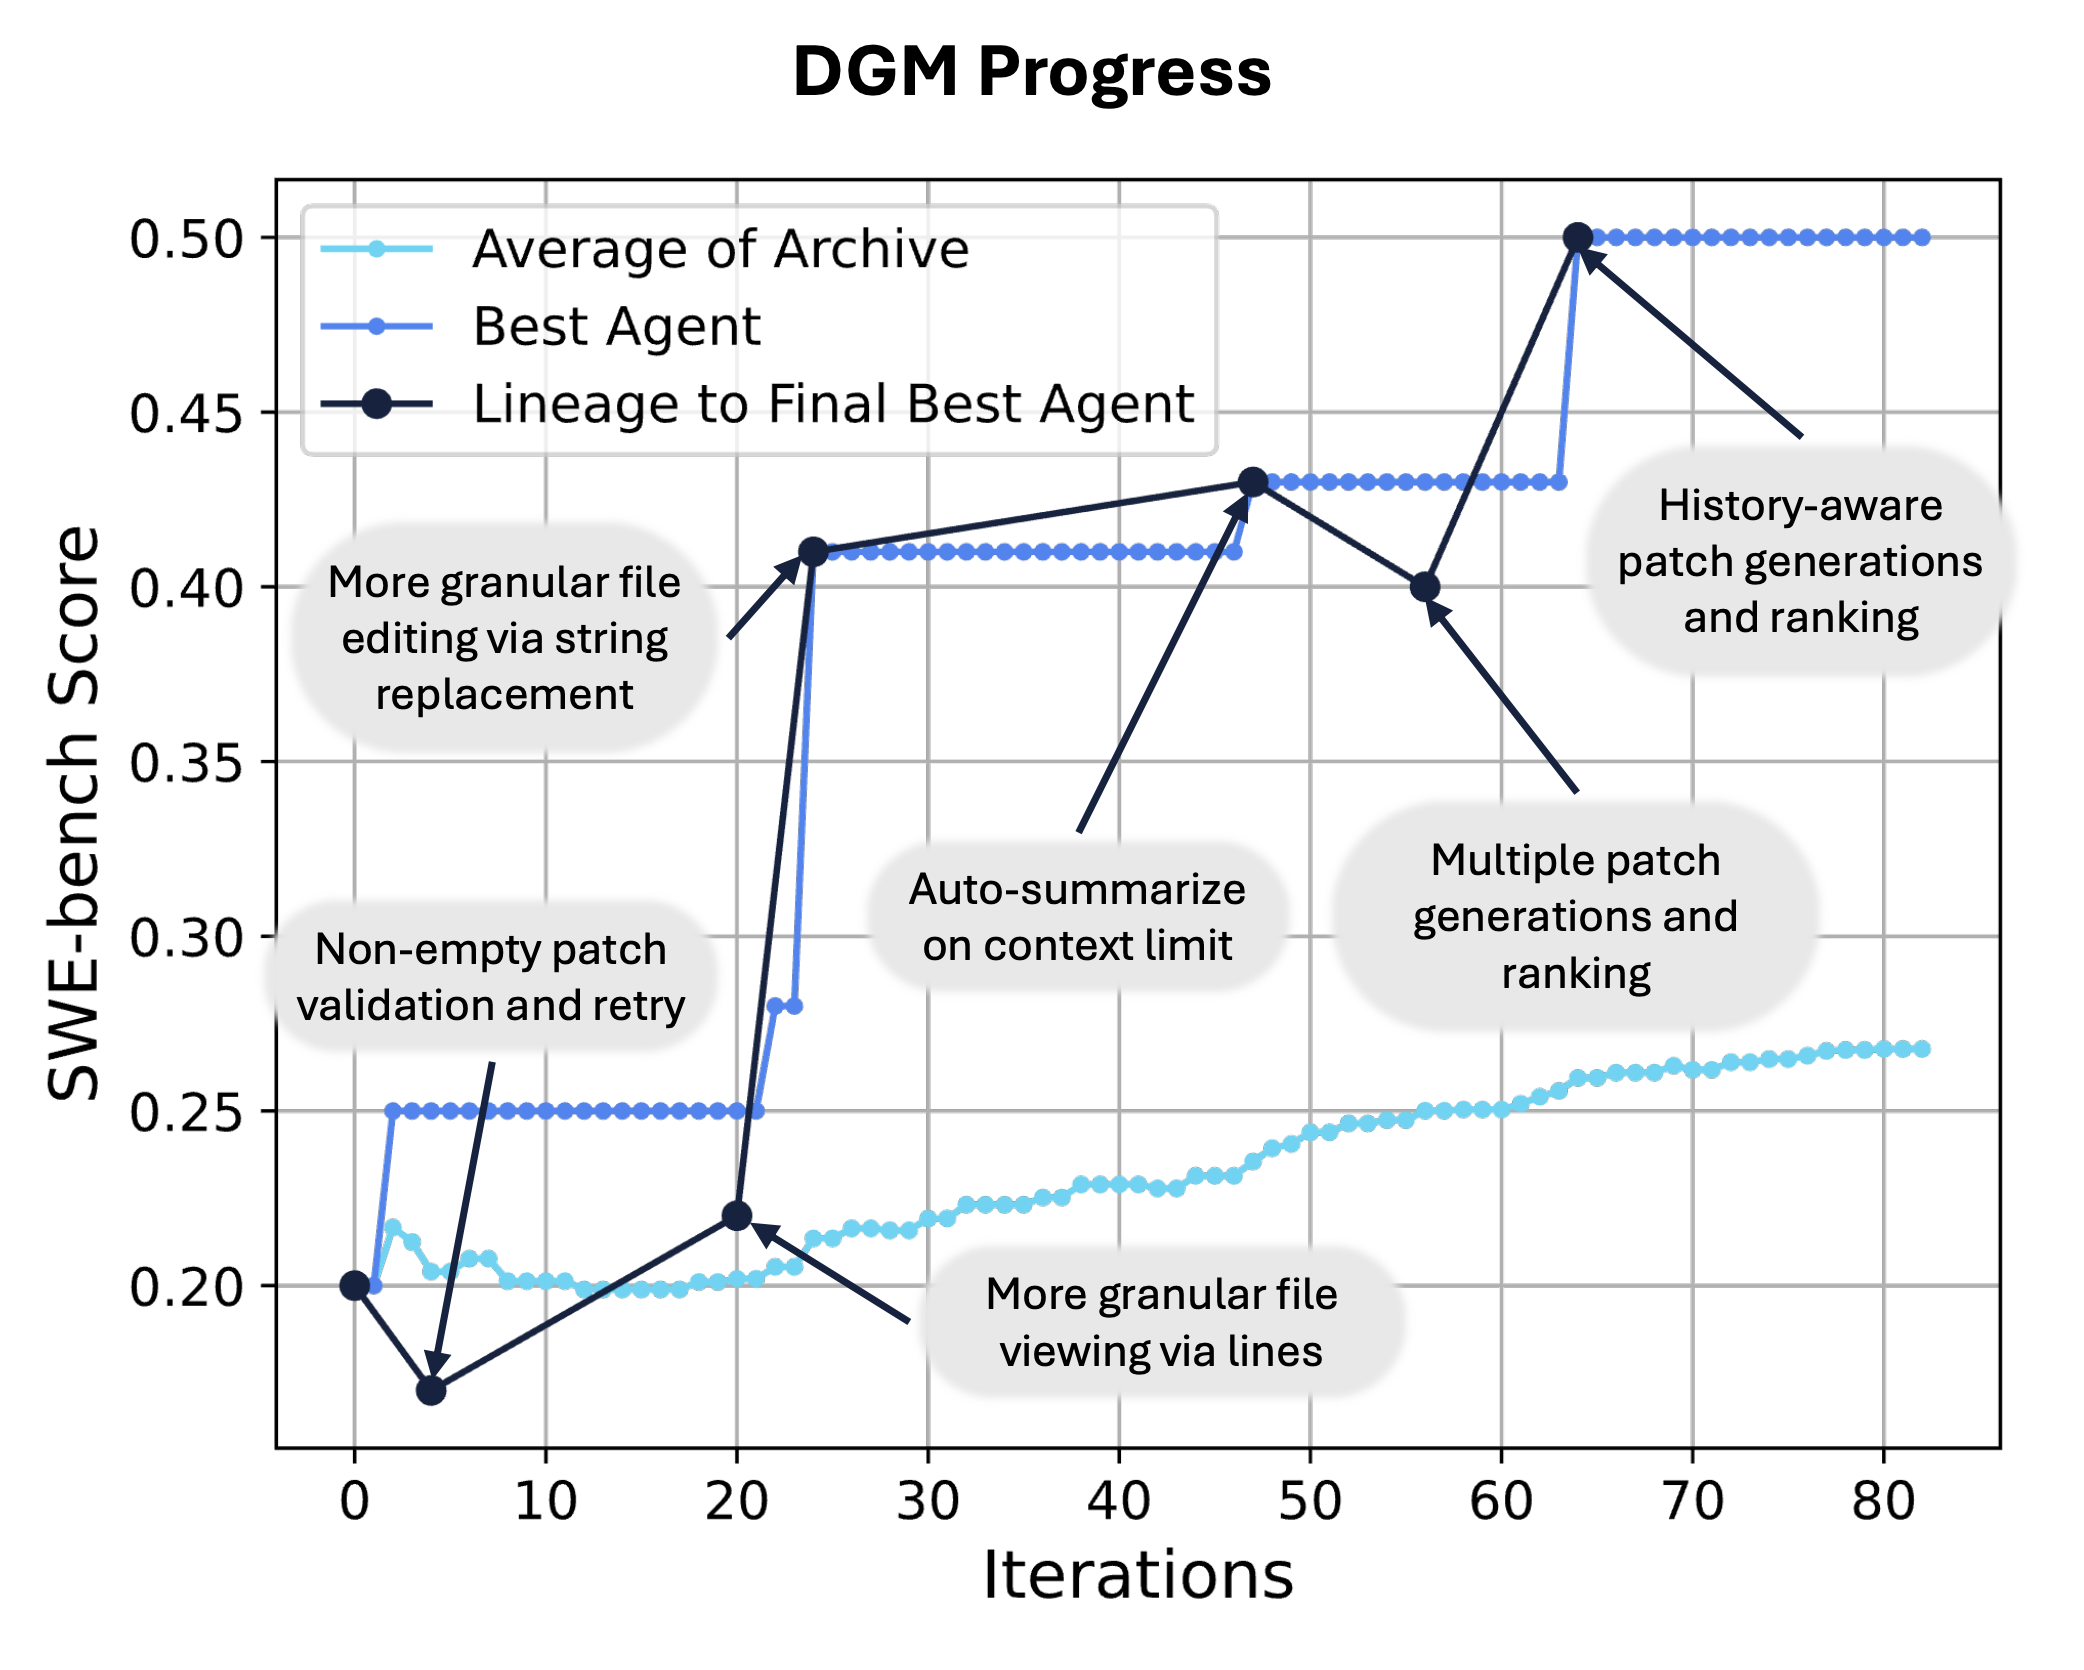 DGM Progress
SWE-bench Score
0.50
0.45
0.40
0.35
0.30
0.25
0.20
Average of Archive
Best Agent
Lineage to Final Best Agent
More granular file
editing via string
replacement
History-aware
patch generations
and ranking
Non-empty patch
validation and retry
Auto-summarize
on context limit
Multiple patch
generations and
ranking
More granular file
viewing via lines
0 10 20 30 40 50 60 70 80
Iterations